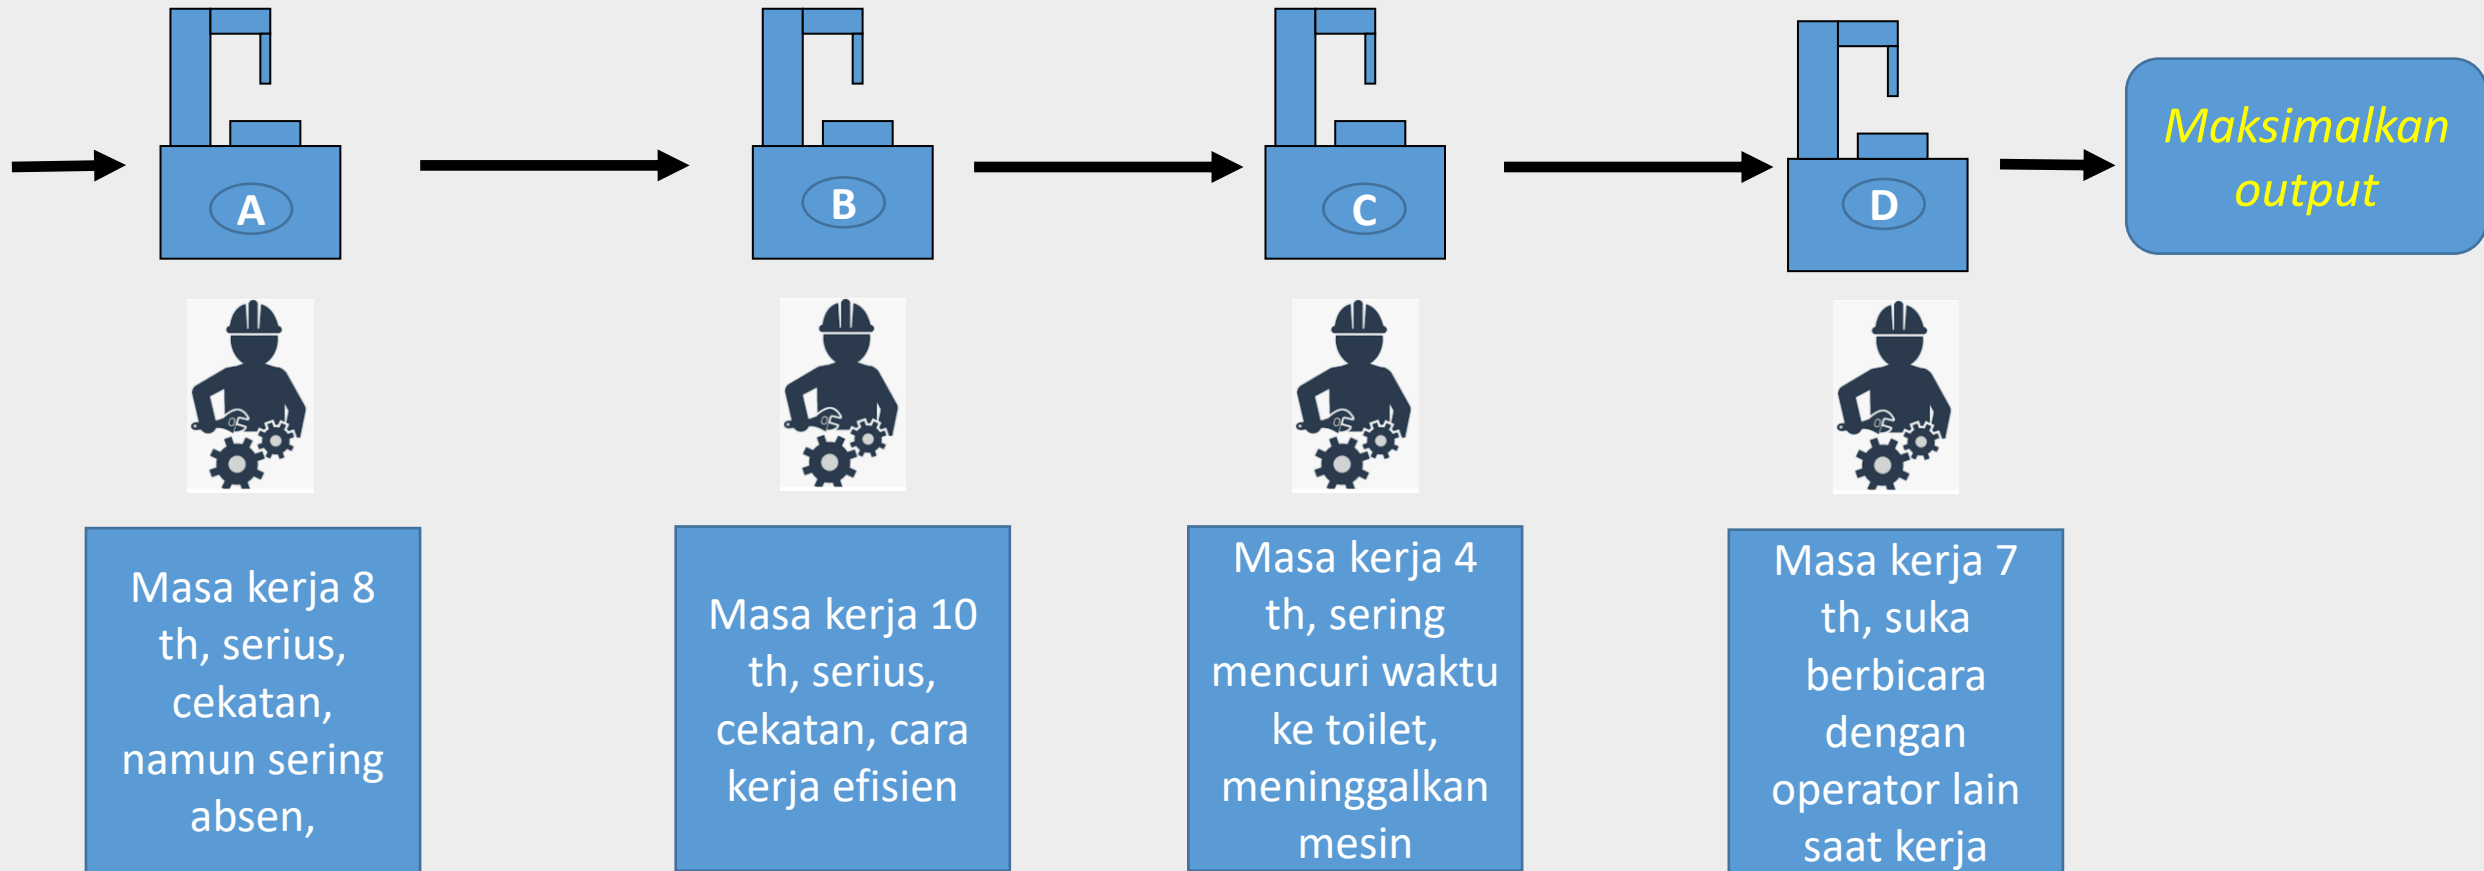 A
B
C
D
Maksimalkan
output
Masa kerja 8
th, serius,
cekatan,
namun sering
absen,
Masa kerja 10
th, serius,
cekatan, cara
kerja efisien
Masa kerja 4
th, sering
mencuri waktu
ke toilet,
meninggalkan
mesin
Masa kerja 7
th, suka
berbicara
dengan
operator lain
saat kerja